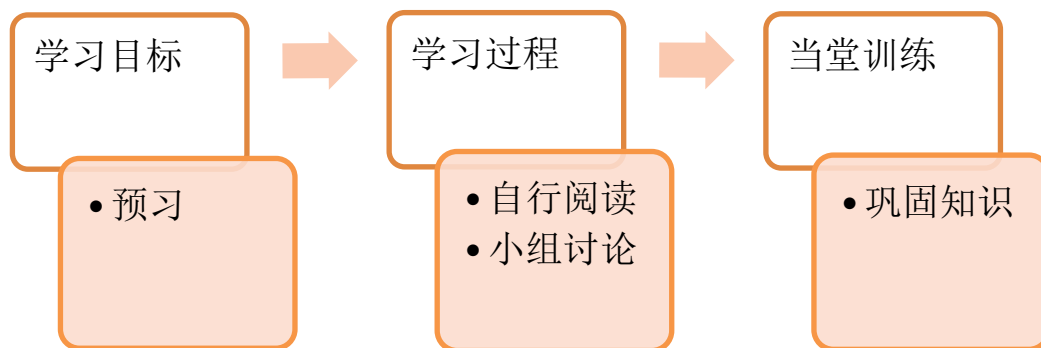 学习目标
• 预习
学习过程
• 自行阅读
• 小组讨论
当堂训练
• 巩固知识